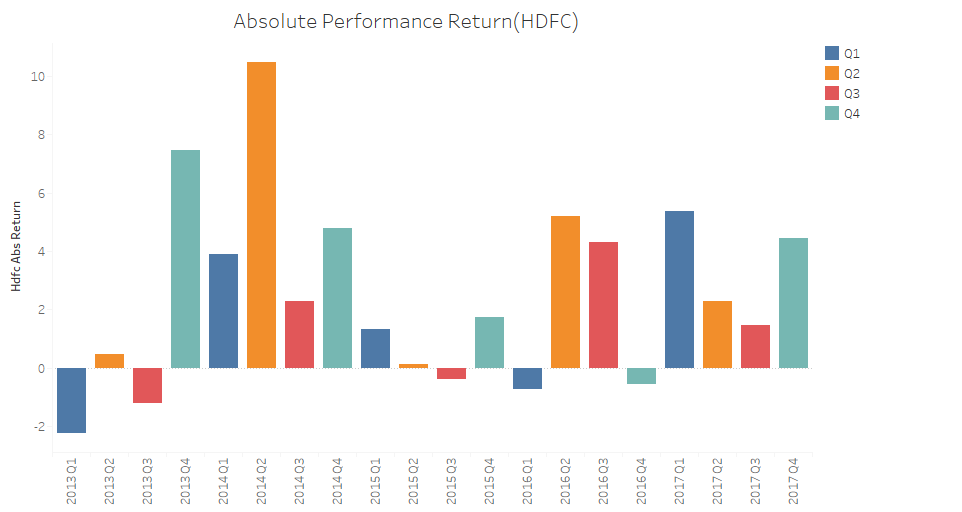 Absolute Performance Return(HDFC)
Q1
Q2
Q3
Q4
Hdfc Abs Return
10
8
6
4
2
0
-2
2013 Q1
2013 Q2
2013 Q3
2013 Q4
2014 Q1
2014 Q2
2014 Q3
2014 Q4
2015 Q1
2015 Q2
2015 Q3
2015 Q4
2016 Q1
2016 Q2
2016 Q3
2016 Q4
2017 Q1
2017 Q2
2017 Q3
2017 Q4